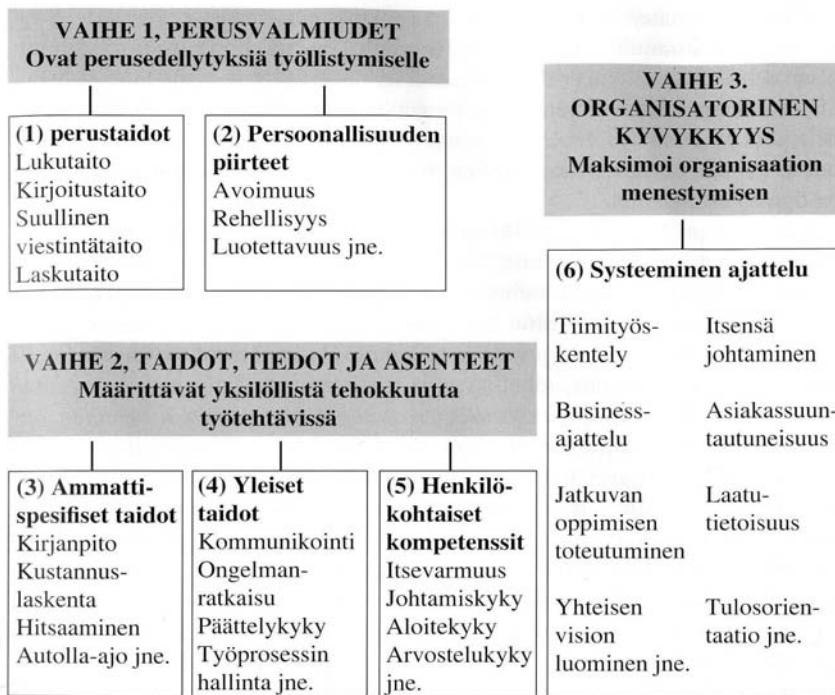 VAIHE 1, PERUSVALMIUDET
Ovat perusedellytyksiä työllistymiselle
(1) perustaidot
Lukutaito
Kirjoitustaito
Suullinen
viestintätaito
Laskutaito
(2) Persoonallisuuden
piirteet
Avoimuus
Rehellisyys
Luotettavuus jne.
VAIHE 2, TAIDOT, TIEDOT JA ASENTEET
Määrittävät yksilöllistä tehokkuutta
työtehtävissä
(3) Ammatti-
spesifiset taidot
Kirjanpito
Kustannus-
laskenta
Hitsaaminen
Autolla-ajo jne.
(4) Yleiset
taidot
Kommunikointi
Ongelman-
ratkaisu
Päättelykyky
Työprosessin
hallinta jne.
(5) Henkilö-
kohtaiset
kompetenssit
Itsevarmuus
Johtamiskyky
Aloitekyky
Arvostelukyky
jne.
VAIHE 3.
ORGANISATORINEN
KYVYKKYYS
Maksimoi organisaation
menestymisen
(6) Systeeminen ajattelu
Tiimityös-
kentely
Itsensä
johtaminen
Business-
ajattelu
Asiakassuun-
tautuneisuus
Jatkuvan
oppimisen
toteutuminen
Laatu-
tietoisuus
Yhteisen
vision
luominen jne.
Tulosorien-
taatio jne.